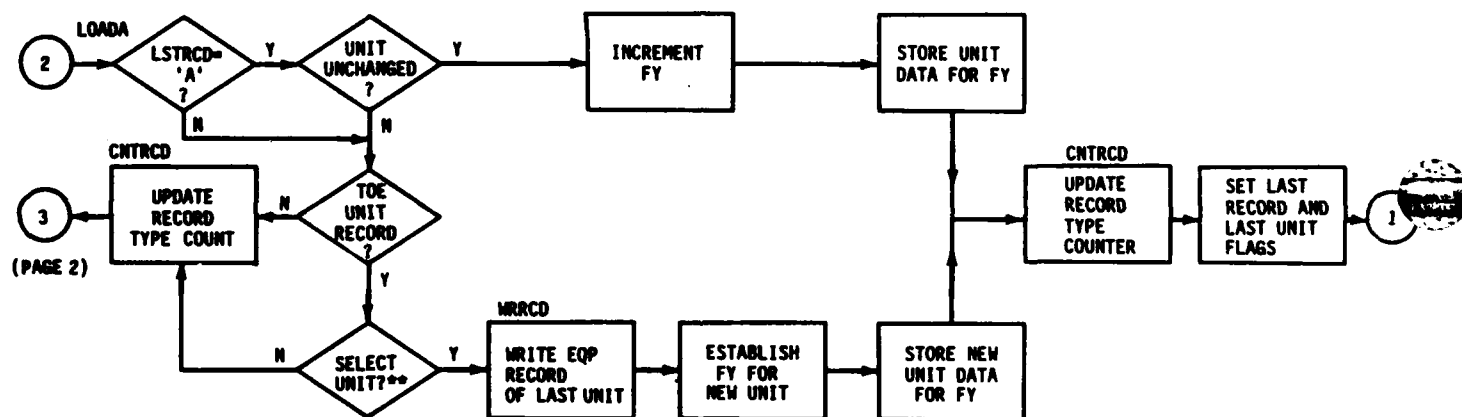 LOADA
2
LSTRCD=
'A'
?
Y
N
UNIT
UNCHANGED
?
Y
N
INCREMENT
FY
STORE UNIT
DATA FOR FY
CNTRCD
UPDATE
RECORD
TYPE COUNT
3
(PAGE 2)
N
TOE
UNIT
RECORD
?
Y
CNTRCD
UPDATE
RECORD
TYPE
COUNTER
SET LAST
RECORD AND
LAST UNIT
FLAGS
1
N
SELECT
UNIT?**
Y
WRRCD
WRITE EQP
RECORD
OF LAST UNIT
ESTABLISH
FY FOR
NEW UNIT
STORE NEW
UNIT DATA
FOR FY